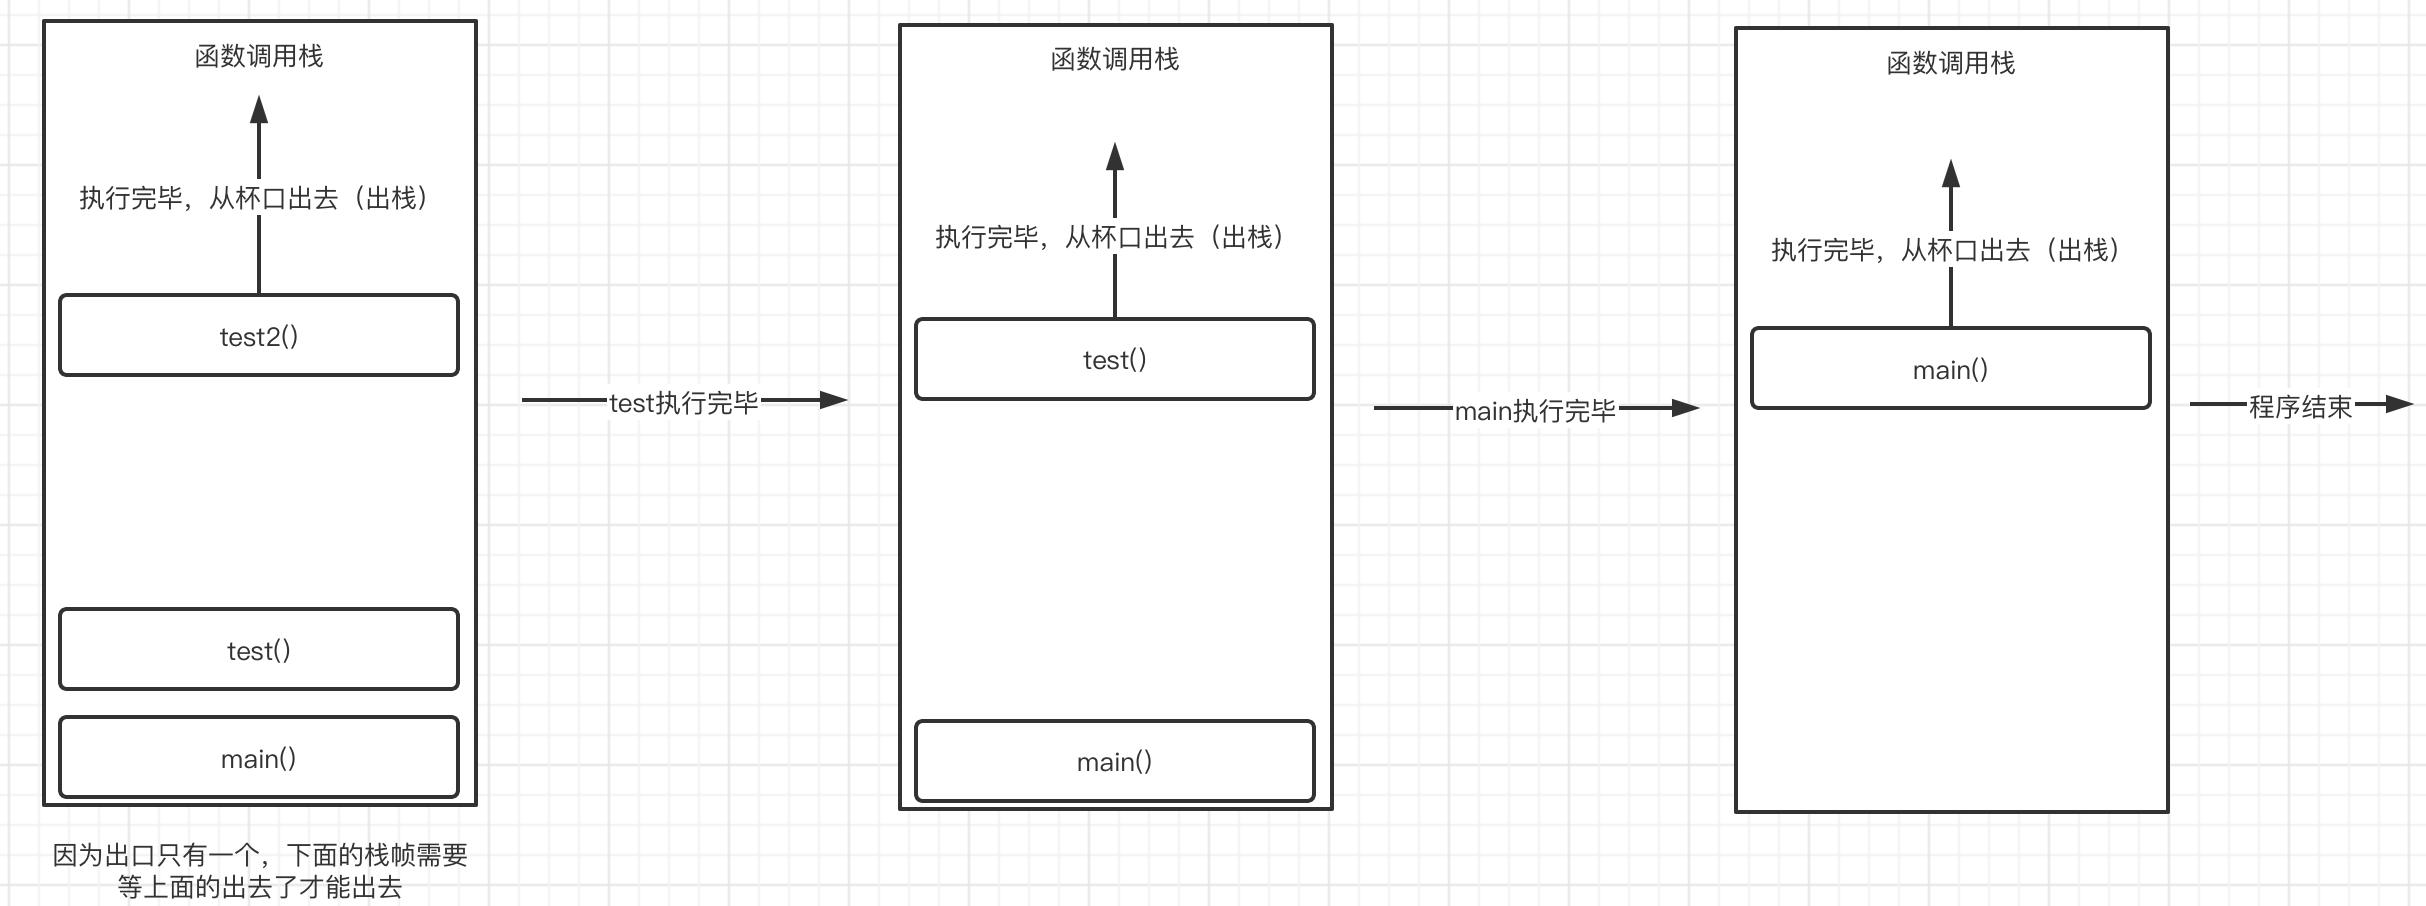 函数调用栈
执行完毕，从杯口出去（出栈）
test2()
test()
main()
因为出口只有一个，下面的栈帧需要
等上面的出去了才能出去
test执行完毕
函数调用栈
执行完毕，从杯口出去（出栈）
test()
main()
main执行完毕
函数调用栈
执行完毕，从杯口出去（出栈）
main()
程序结束